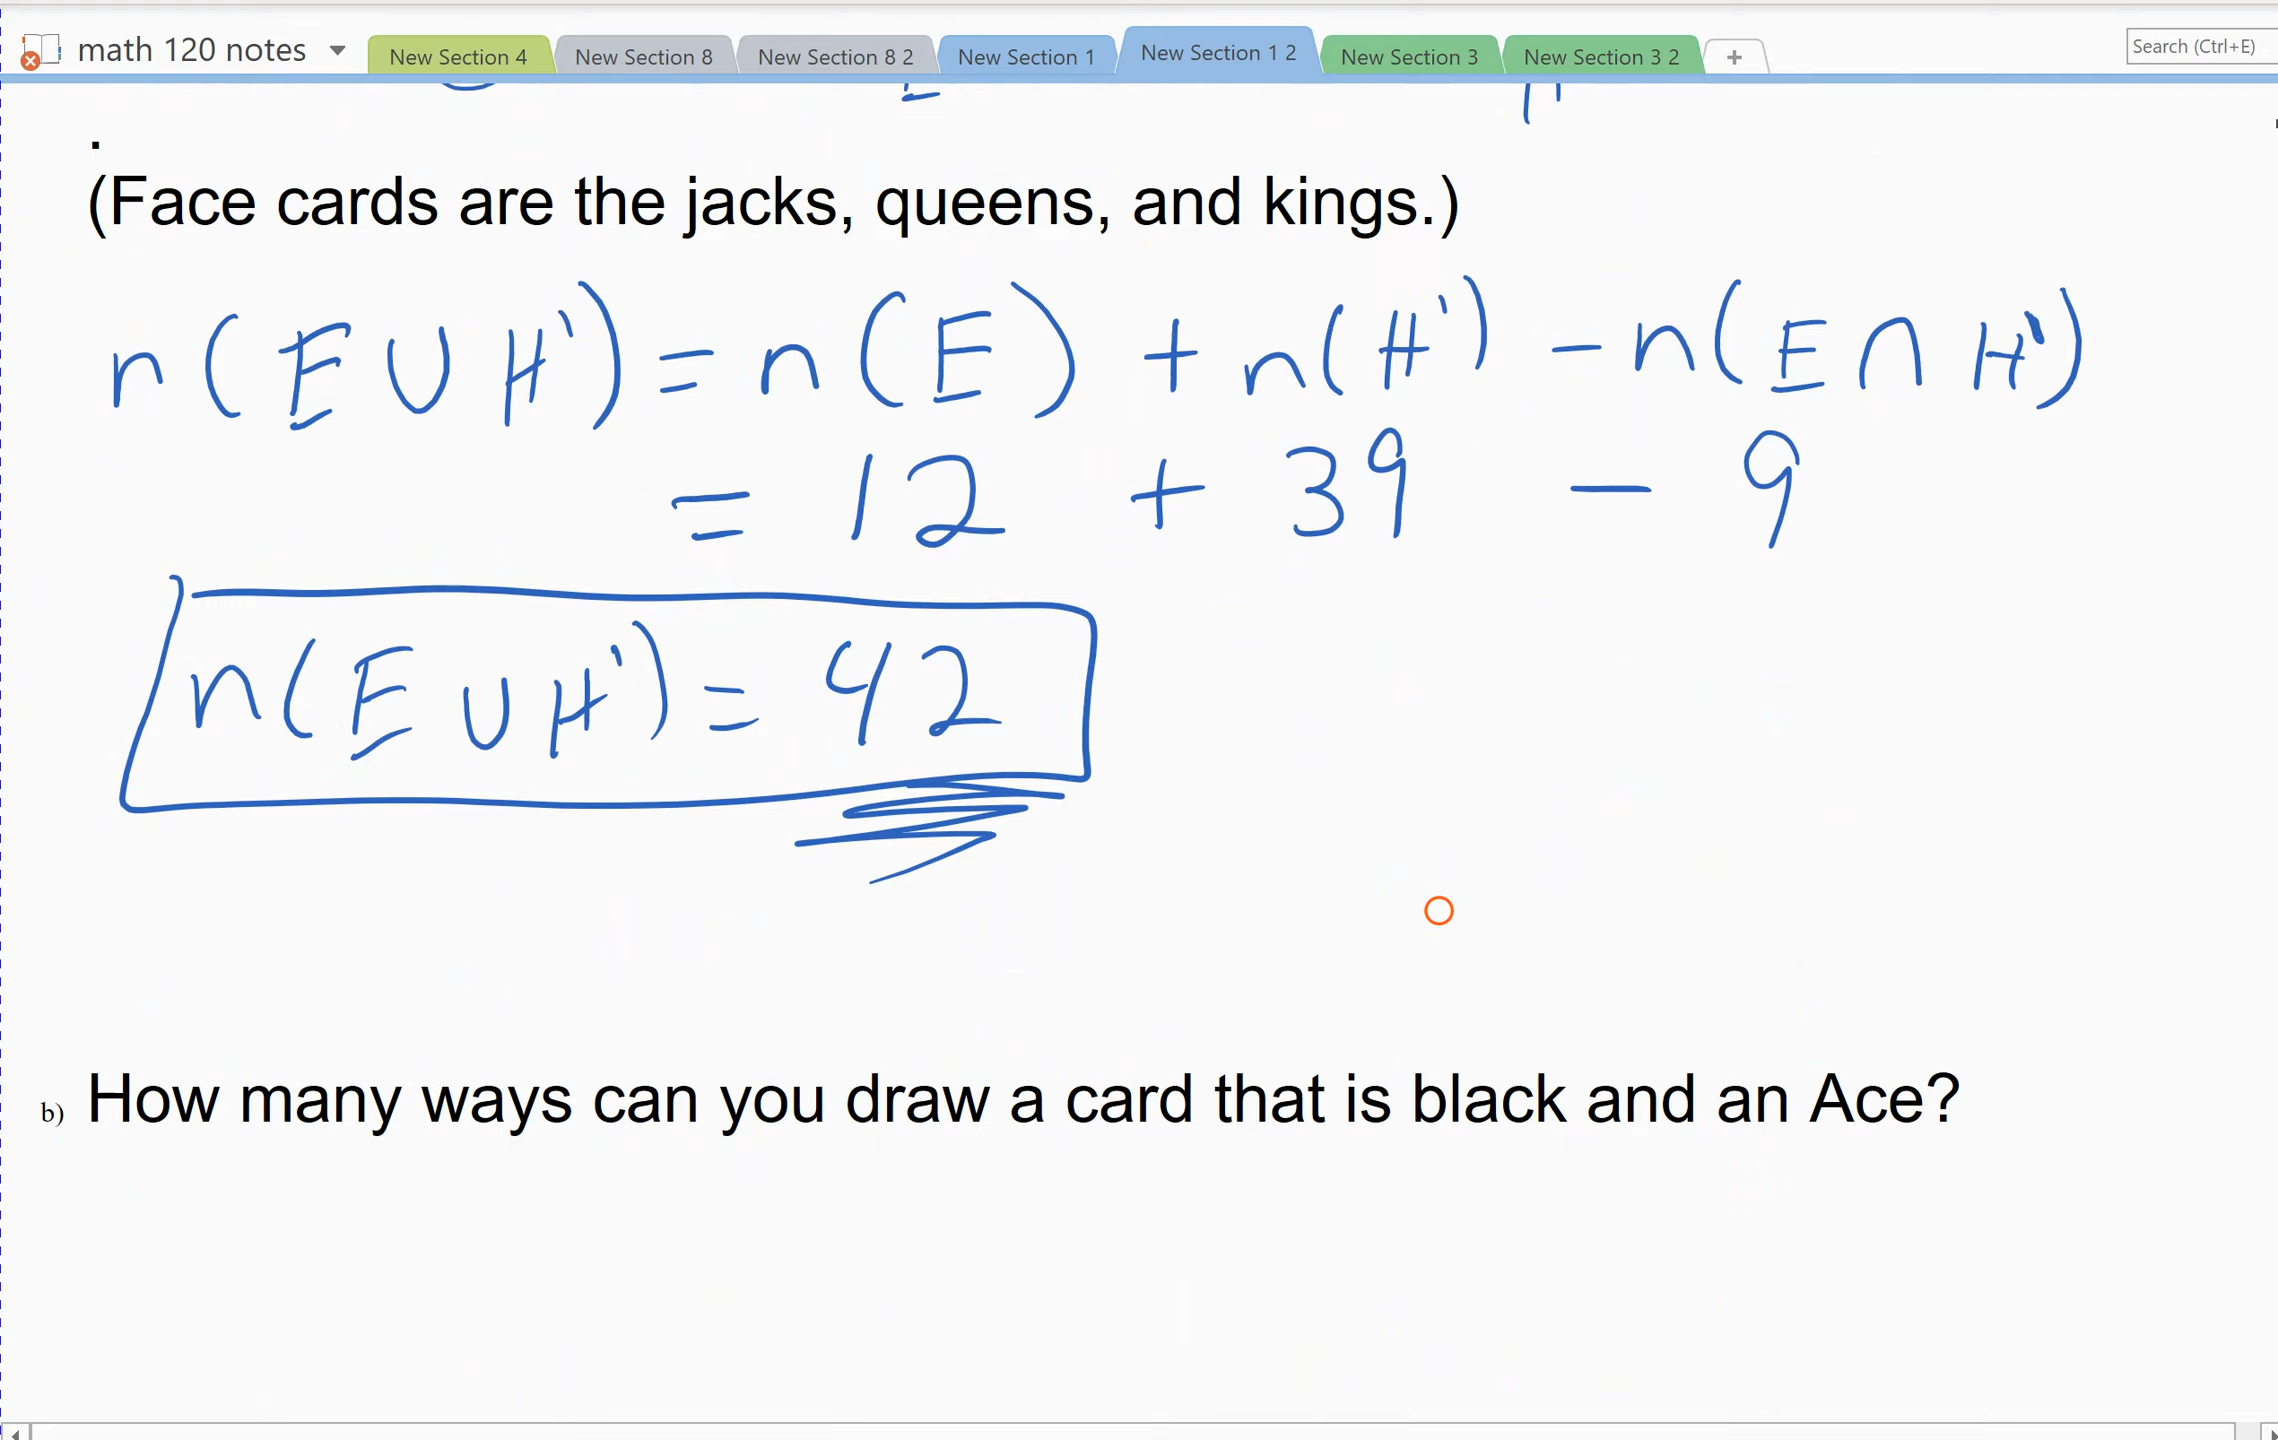 math 120 notes New Section 4 New Section 8 New Section 8 2 New Section 1 New Section 1 2 New Section 3 New Section 3 2 + Search (Ctrl+E)
.
(Face cards are the jacks, queens, and kings.)
n(E ∪ H') = n(E) + n(H') - n(E ∩ H')
= 12 + 39 - 9
n(E ∪ H') = 42
b) How many ways can you draw a card that is black and an Ace?